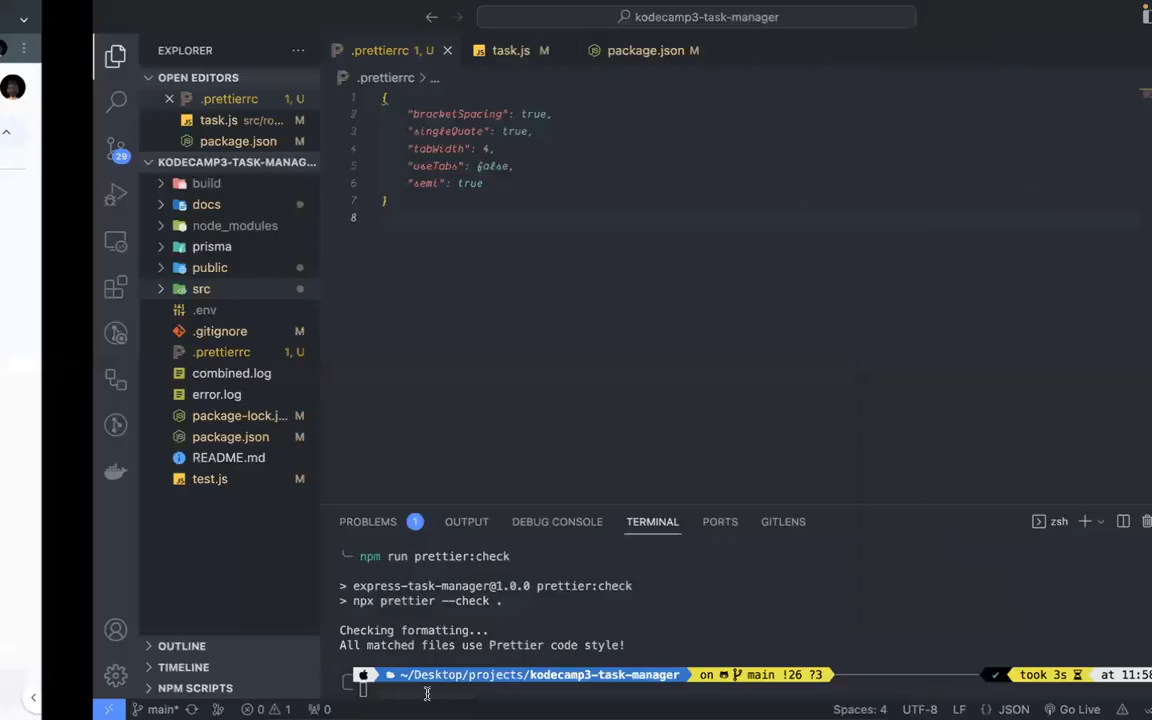 kodecamp3-task-manager
EXPLORER
.prettierrc 1, U
task.js M
package.json M
OPEN EDITORS
.prettierrc > ...
.prettierrc 1, U
task.js src/ro... M
package.json M
KODECAMP3-TASK-MANAG...
build
docs
node_modules
prisma
public
src
.env
.gitignore M
.prettierrc 1, U
combined.log
error.log
package-lock.j... M
package.json M
README.md
test.js M
OUTLINE
TIMELINE
NPM SCRIPTS
29
1 {
2 "bracketSpacing": true,
3 "singleQuote": true,
4 "tabWidth": 4,
5 "useTabs": false,
6 "semi": true
7 }
8
PROBLEMS 1 OUTPUT DEBUG CONSOLE TERMINAL PORTS GITLENS
zsh
npm run prettier:check
> express-task-manager@1.0.0 prettier:check
> npx prettier --check .
Checking formatting...
All matched files use Prettier code style!
~/Desktop/projects/kodecamp3-task-manager on main !26 ?3 ✔ took 3s at 11:58
main* 0 1 0 Spaces: 4 UTF-8 LF {} JSON Go Live